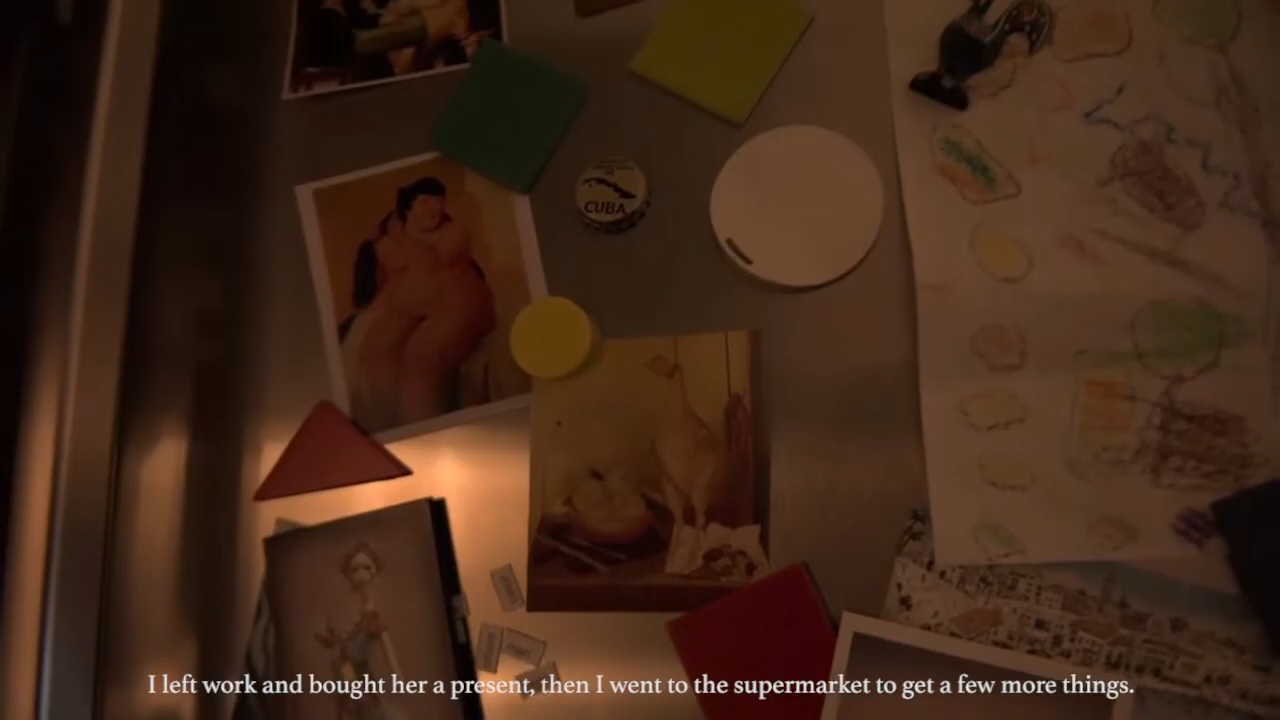 CUBA
I left work and bought her a present, then I went to the supermarket to get a few more things.